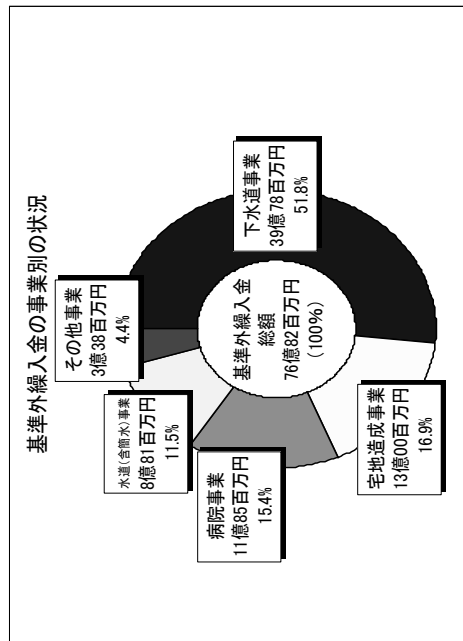 基準外繰入金の事業別の状況
その他事業
3億38百万円
4.4%
水道(含簡水)事業
8億81百万円
11.5%
病院事業
11億85百万円
15.4%
宅地造成事業
13億00百万円
16.9%
下水道事業
39億78百万円
51.8%
基準外繰入金
総額
76億82百万円
(100%)